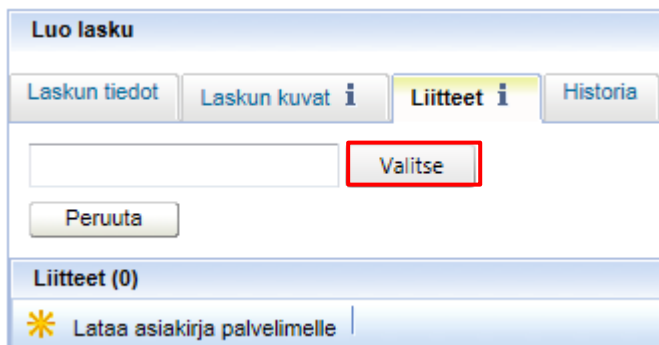 Luo lasku
Laskun tiedot Laskun kuvat i Liitteet i Historia
Valitse
Peruuta
Liitteet (0)
Lataa asiakirja palvelimelle